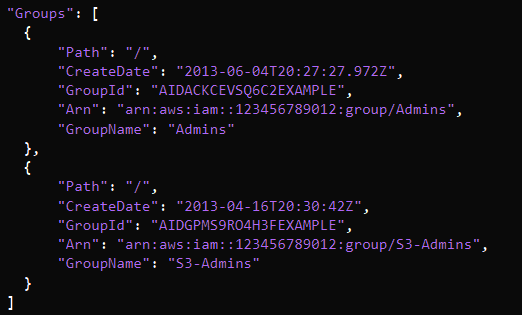 "Groups": [
{
"Path": "/",
"CreateDate": "2013-06-04T20:27:27.972Z",
"GroupId": "AIDACKCEVSQ6C2EXAMPLE",
"Arn": "arn:aws:iam::123456789012:group/Admins",
"GroupName": "Admins"
},
{
"Path": "/",
"CreateDate": "2013-04-16T20:30:42Z",
"GroupId": "AIDGPMS9RO4H3FEXAMPLE",
"Arn": "arn:aws:iam::123456789012:group/S3-Admins",
"GroupName": "S3-Admins"
}
]